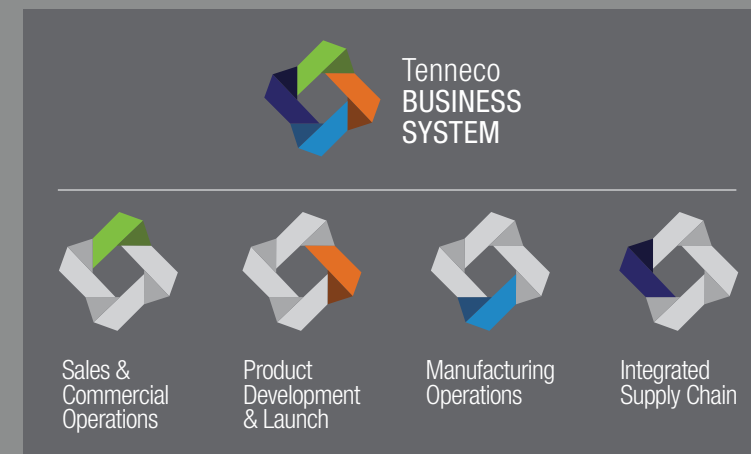 Tenneco
BUSINESS
SYSTEM
Sales &
Commercial
Operations
Product
Development
& Launch
Manufacturing
Operations
Integrated
Supply Chain